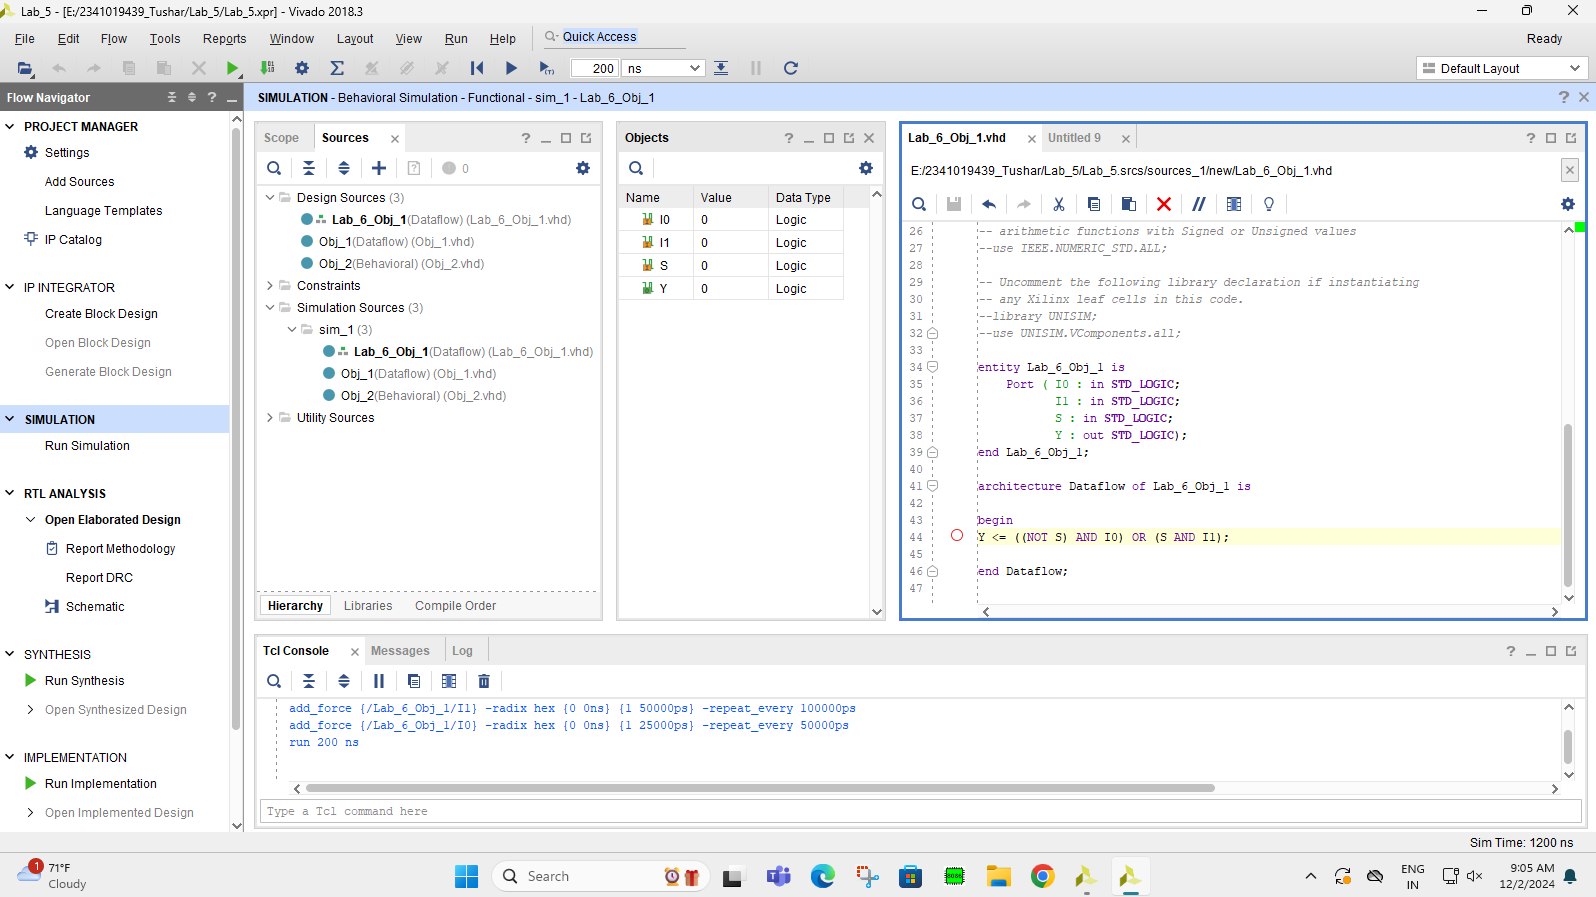 Lab_5 - [E:/2341019439_Tushar/Lab_5/Lab_5.xpr] - Vivado 2018.3
File Edit Flow Tools Reports Window Layout View Run Help Quick Access Ready
200 ns Default Layout
Flow Navigator
SIMULATION - Behavioral Simulation - Functional - sim_1 - Lab_6_Obj_1
PROJECT MANAGER
Settings
Add Sources
Language Templates
IP Catalog
IP INTEGRATOR
Create Block Design
Open Block Design
Generate Block Design
SIMULATION
Run Simulation
RTL ANALYSIS
Open Elaborated Design
Report Methodology
Report DRC
Schematic
SYNTHESIS
Run Synthesis
Open Synthesized Design
IMPLEMENTATION
Run Implementation
Open Implemented Design
Scope Sources
0
Design Sources (3)
Lab_6_Obj_1(Dataflow) (Lab_6_Obj_1.vhd)
Obj_1(Dataflow) (Obj_1.vhd)
Obj_2(Behavioral) (Obj_2.vhd)
Constraints
Simulation Sources (3)
sim_1 (3)
Lab_6_Obj_1(Dataflow) (Lab_6_Obj_1.vhd)
Obj_1(Dataflow) (Obj_1.vhd)
Obj_2(Behavioral) (Obj_2.vhd)
Utility Sources
Hierarchy Libraries Compile Order
Objects
Name Value Data Type
I0 0 Logic
I1 0 Logic
S 0 Logic
Y 0 Logic
Lab_6_Obj_1.vhd Untitled 9
E:/2341019439_Tushar/Lab_5/Lab_5.srcs/sources_1/new/Lab_6_Obj_1.vhd
26 -- arithmetic functions with Signed or Unsigned values
27 --use IEEE.NUMERIC_STD.ALL;
28
29 -- Uncomment the following library declaration if instantiating
30 -- any Xilinx leaf cells in this code.
31 --library UNISIM;
32 --use UNISIM.VComponents.all;
33
34 entity Lab_6_Obj_1 is
35 Port ( I0 : in STD_LOGIC;
36 I1 : in STD_LOGIC;
37 S : in STD_LOGIC;
38 Y : out STD_LOGIC);
39 end Lab_6_Obj_1;
40
41 architecture Dataflow of Lab_6_Obj_1 is
42
43 begin
44 Y <= ((NOT S) AND I0) OR (S AND I1);
45
46 end Dataflow;
47
Tcl Console Messages Log
add_force {/Lab_6_Obj_1/I1} -radix hex {0 0ns} {1 50000ps} -repeat_every 100000ps
add_force {/Lab_6_Obj_1/I0} -radix hex {0 0ns} {1 25000ps} -repeat_every 50000ps
run 200 ns
Type a Tcl command here
Sim Time: 1200 ns
1
71°F
Cloudy
Search
ENG
IN
9:05 AM
12/2/2024